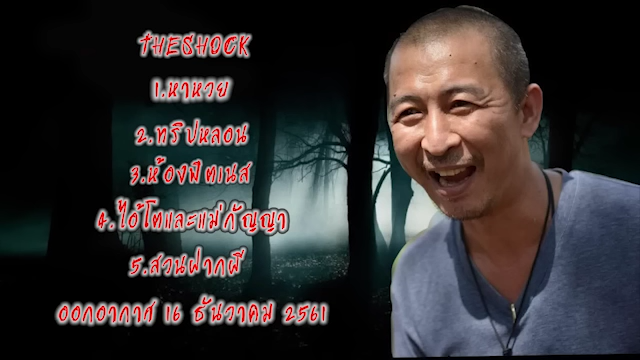 THESHOCK
1.หาหวย
2.ทริปหลอน
3.ห้องฟิตเนส
4.ไอ้โตและแม่กัญญา
5.สวนฝากผี
ออกอากาศ 16 ธันวาคม 2561